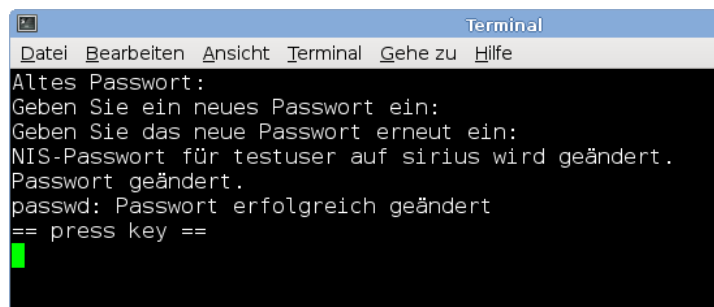 Terminal
Datei Bearbeiten Ansicht Terminal Gehe zu Hilfe
Altes Passwort:
Geben Sie ein neues Passwort ein:
Geben Sie das neue Passwort erneut ein:
NIS-Passwort für testuser auf sirius wird geändert.
Passwort geändert.
passwd: Passwort erfolgreich geändert
== press key ==